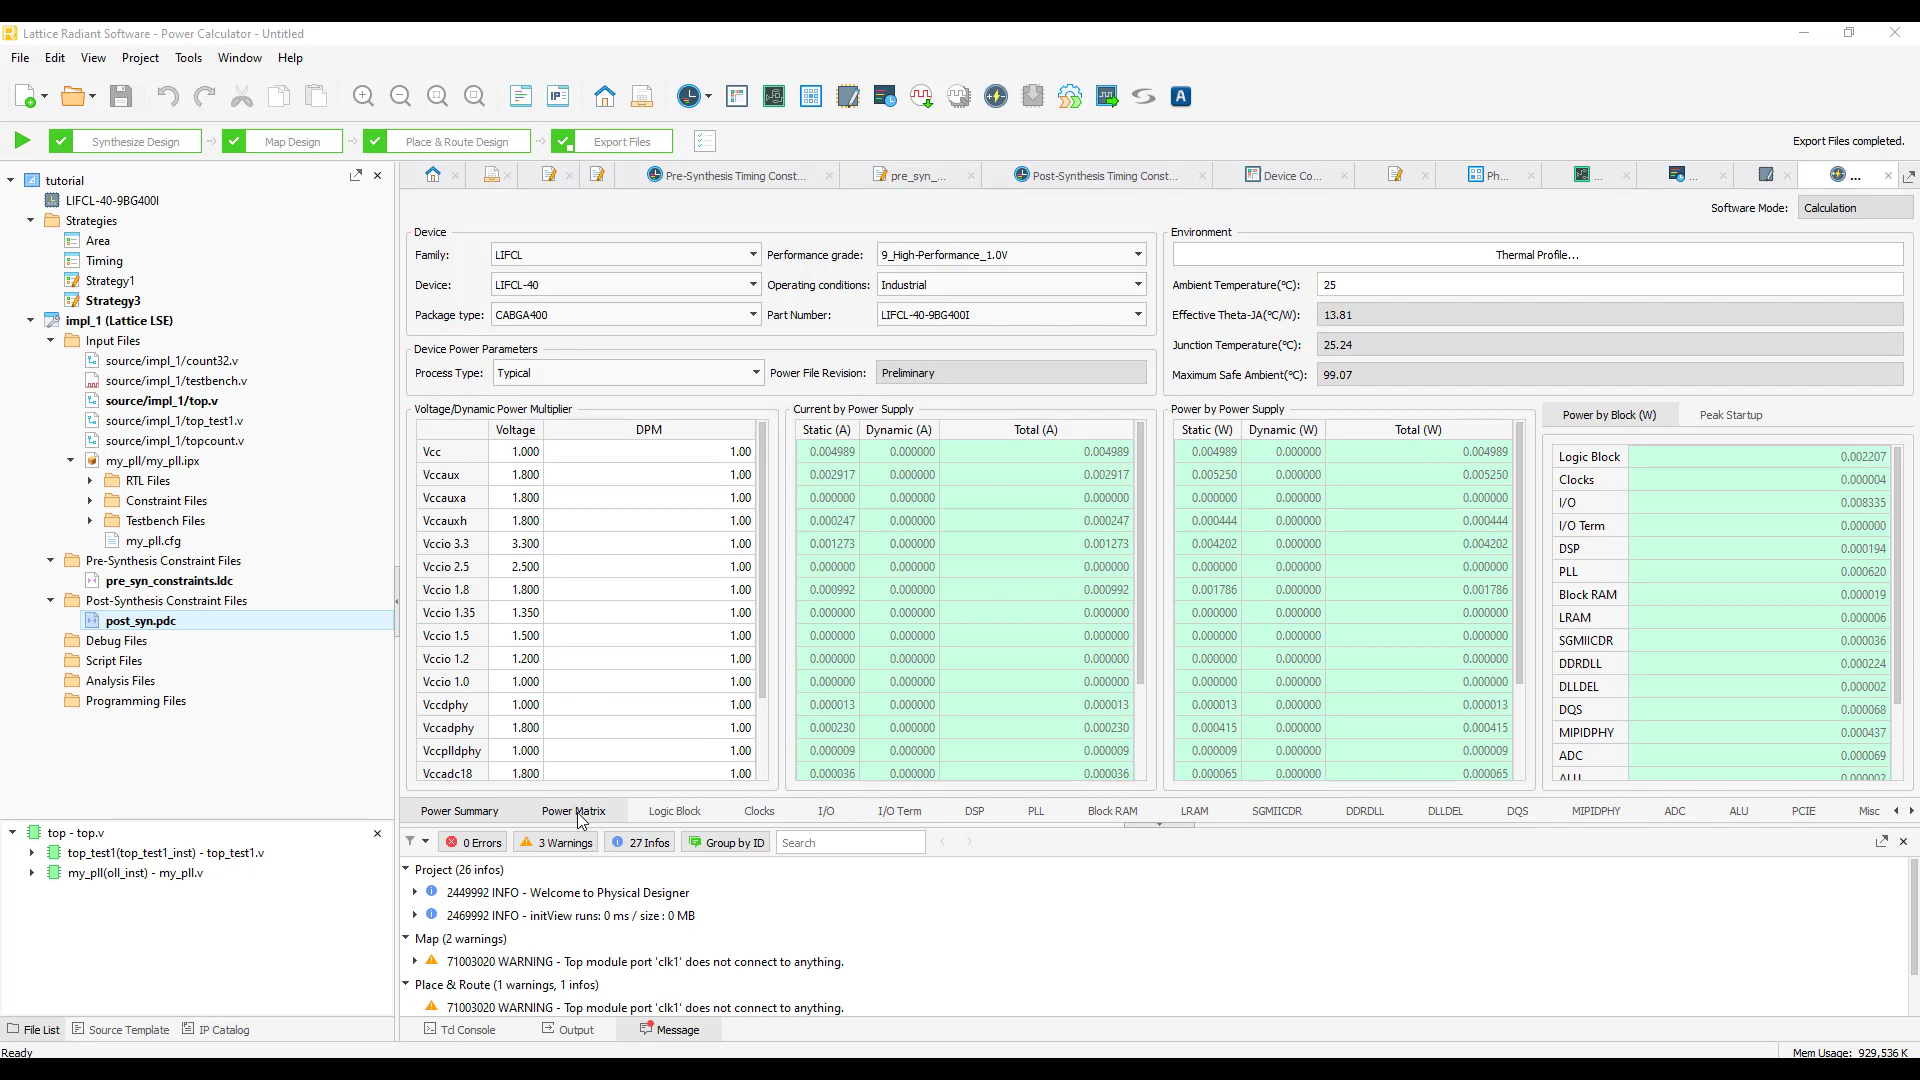 Lattice Radiant Software - Power Calculator - Untitled
File Edit View Project Tools Window Help
Synthesize Design Map Design Place & Route Design Export Files Export Files completed.
tutorial
LIFCL-40-9BG400I
Strategies
Area
Timing
Strategy1
Strategy3
impl_1 (Lattice LSE)
Input Files
source/impl_1/count32.v
source/impl_1/testbench.v
source/impl_1/top.v
source/impl_1/top_test1.v
source/impl_1/topcount.v
my_pll/my_pll.ipx
RTL Files
Constraint Files
Testbench Files
my_pll.cfg
Pre-Synthesis Constraint Files
pre_syn_constraints.ldc
Post-Synthesis Constraint Files
post_syn.pdc
Debug Files
Script Files
Analysis Files
Programming Files
top - top.v
top_test1(top_test1_inst) - top_test1.v
my_pll(oll_inst) - my_pll.v
File List Source Template IP Catalog
Pre-Synthesis Timing Const... pre_syn_... Post-Synthesis Timing Const... Device Co... Ph... ... ... ...
Software Mode: Calculation
Device
Family: LIFCL Performance grade: 9_High-Performance_1.0V
Device: LIFCL-40 Operating conditions: Industrial
Package type: CABGA400 Part Number: LIFCL-40-9BG400I
Device Power Parameters
Process Type: Typical Power File Revision: Preliminary
Environment
Thermal Profile...
Ambient Temperature(°C): 25
Effective Theta-JA(°C/W): 13.81
Junction Temperature(°C): 25.24
Maximum Safe Ambient(°C): 99.07
Voltage/Dynamic Power Multiplier
Voltage DPM
Vcc 1.000 1.00
Vccaux 1.800 1.00
Vccauxa 1.800 1.00
Vccauxh 1.800 1.00
Vccio 3.3 3.300 1.00
Vccio 2.5 2.500 1.00
Vccio 1.8 1.800 1.00
Vccio 1.35 1.350 1.00
Vccio 1.5 1.500 1.00
Vccio 1.2 1.200 1.00
Vccio 1.0 1.000 1.00
Vccdphy 1.000 1.00
Vccadphy 1.800 1.00
Vccplldphy 1.000 1.00
Vccadc18 1.800 1.00
Current by Power Supply
Static (A) Dynamic (A) Total (A)
0.004989 0.000000 0.004989
0.002917 0.000000 0.002917
0.000000 0.000000 0.000000
0.000247 0.000000 0.000247
0.001273 0.000000 0.001273
0.000000 0.000000 0.000000
0.000992 0.000000 0.000992
0.000000 0.000000 0.000000
0.000000 0.000000 0.000000
0.000000 0.000000 0.000000
0.000000 0.000000 0.000000
0.000013 0.000000 0.000013
0.000230 0.000000 0.000230
0.000009 0.000000 0.000009
0.000036 0.000000 0.000036
Power by Power Supply
Static (W) Dynamic (W) Total (W)
0.004989 0.000000 0.004989
0.005250 0.000000 0.005250
0.000000 0.000000 0.000000
0.000444 0.000000 0.000444
0.004202 0.000000 0.004202
0.000000 0.000000 0.000000
0.001786 0.000000 0.001786
0.000000 0.000000 0.000000
0.000000 0.000000 0.000000
0.000000 0.000000 0.000000
0.000000 0.000000 0.000000
0.000013 0.000000 0.000013
0.000415 0.000000 0.000415
0.000009 0.000000 0.000009
0.000065 0.000000 0.000065
Power by Block (W) Peak Startup
Logic Block 0.002207
Clocks 0.000004
I/O 0.008335
I/O Term 0.000000
DSP 0.000194
PLL 0.000620
Block RAM 0.000019
LRAM 0.000006
SGMIICDR 0.000036
DDRDLL 0.000224
DLLDEL 0.000002
DQS 0.000068
MIPIDPHY 0.000437
ADC 0.000069
ALU 0.000002
Power Summary Power Matrix Logic Block Clocks I/O I/O Term DSP PLL Block RAM LRAM SGMIICDR DDRDLL DLLDEL DQS MIPIDPHY ADC ALU PCIE Misc
0 Errors 3 Warnings 27 Infos Group by ID Search
Project (26 infos)
2449992 INFO - Welcome to Physical Designer
2469992 INFO - initView runs: 0 ms / size : 0 MB
Map (2 warnings)
71003020 WARNING - Top module port 'clk1' does not connect to anything.
Place & Route (1 warnings, 1 infos)
71003020 WARNING - Top module port 'clk1' does not connect to anything.
Tcl Console Output Message
Ready Mem Usage: 929,536 K